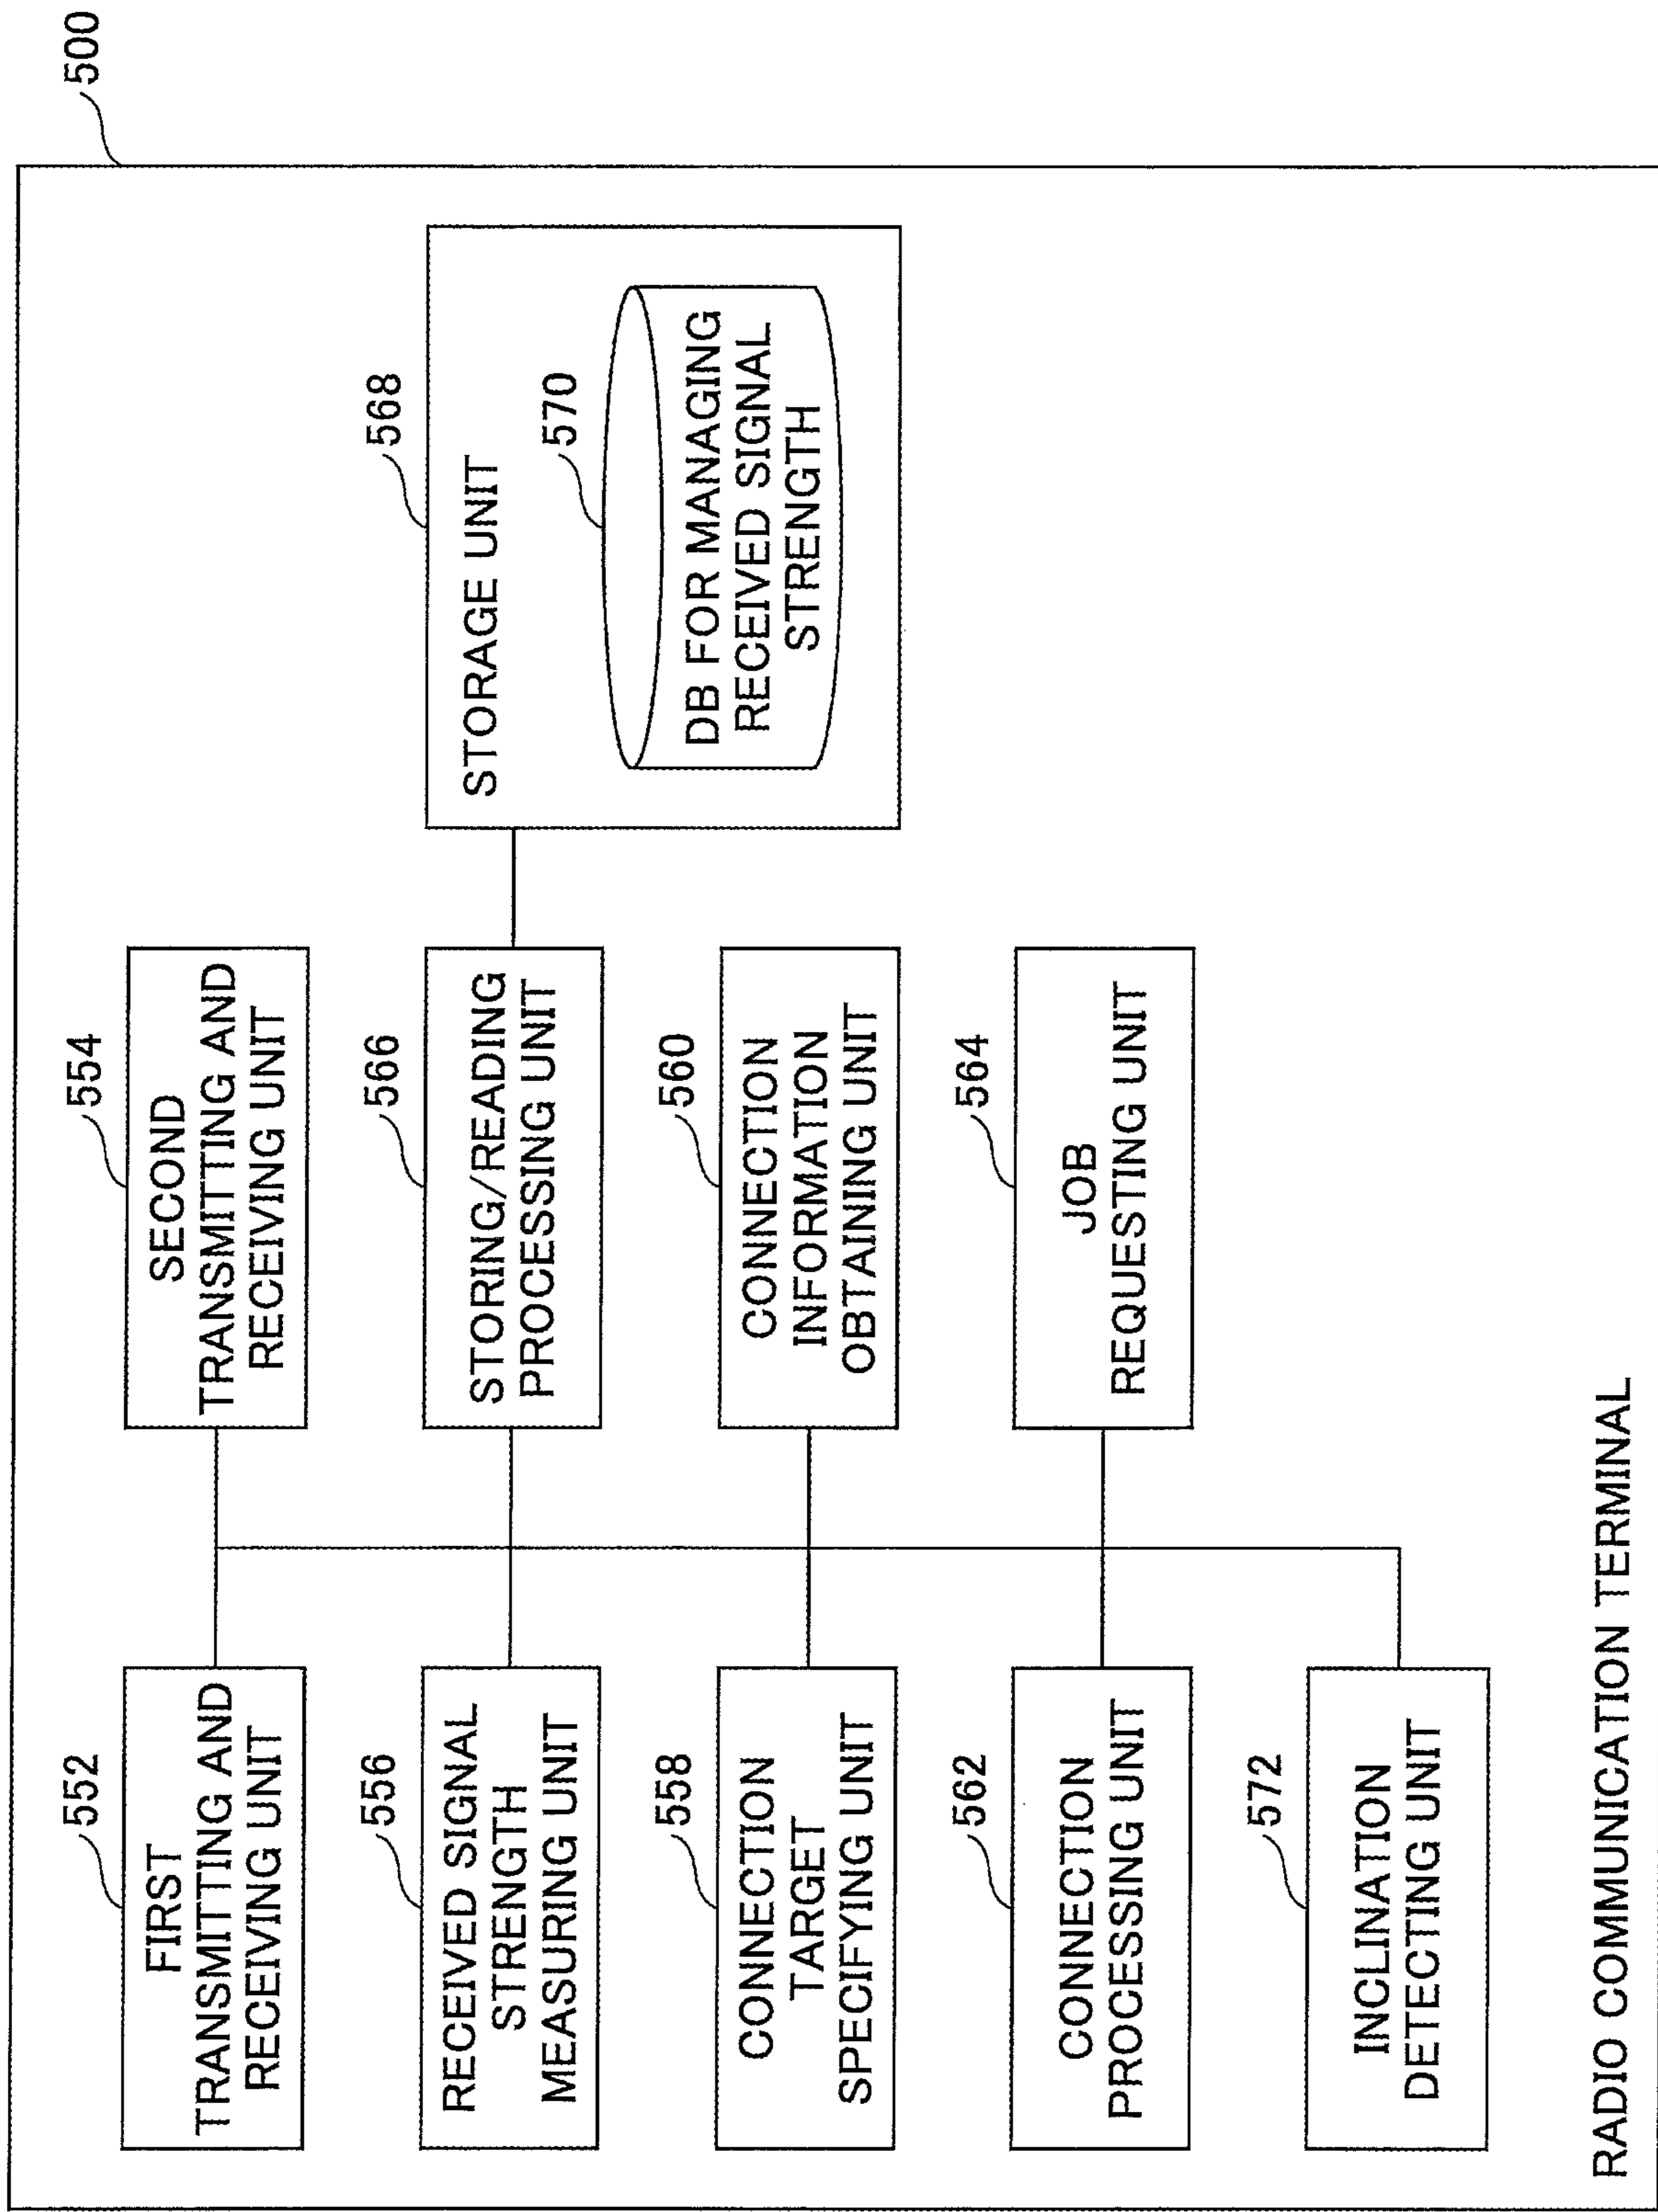 500
552
FIRST
TRANSMITTING AND
RECEIVING UNIT
554
SECOND
TRANSMITTING AND
RECEIVING UNIT
556
RECEIVED SIGNAL
STRENGTH
MEASURING UNIT
566
STORING/READING
PROCESSING UNIT
568
STORAGE UNIT
570
DB FOR MANAGING
RECEIVED SIGNAL
STRENGTH
558
CONNECTION
TARGET
SPECIFYING UNIT
560
CONNECTION
INFORMATION
OBTAINING UNIT
562
CONNECTION
PROCESSING UNIT
564
JOB
REQUESTING UNIT
572
INCLINATION
DETECTING UNIT
RADIO COMMUNICATION TERMINAL